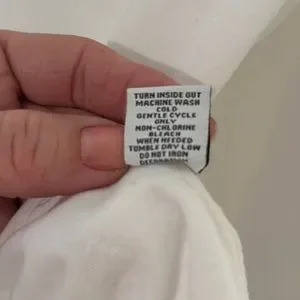 TURN INSIDE OUT
MACHINE WASH
COLD
GENTLE CYCLE
ONLY
NON-CHLORINE
BLEACH
WHEN NEEDED
TUMBLE DRY LOW
DO NOT IRON
DECORATION